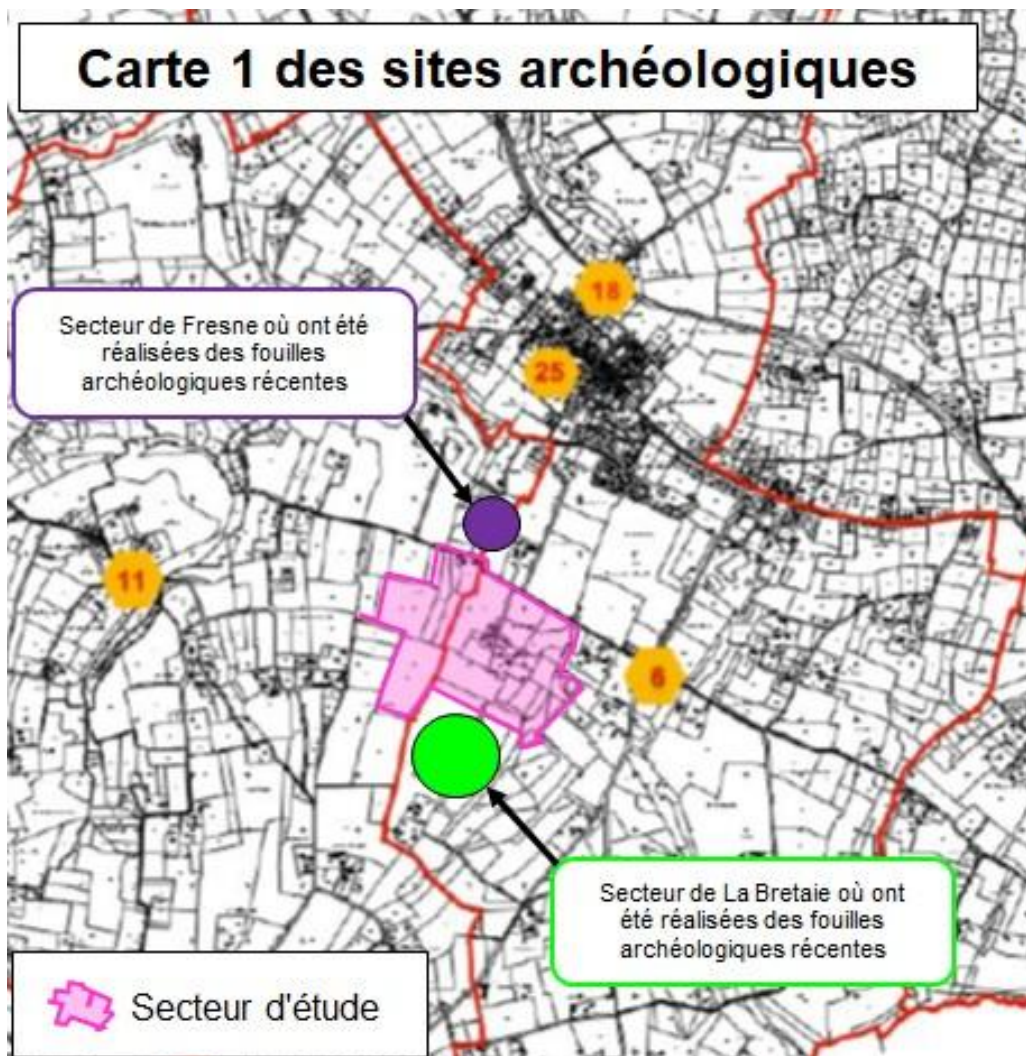 Carte 1 des sites archéologiques
18
Secteur de Fresne où ont été
réalisées des fouilles
archéologiques récentes
25
11
6
Secteur de La Bretaie où ont
été réalisées des fouilles
archéologiques récentes
Secteur d'étude